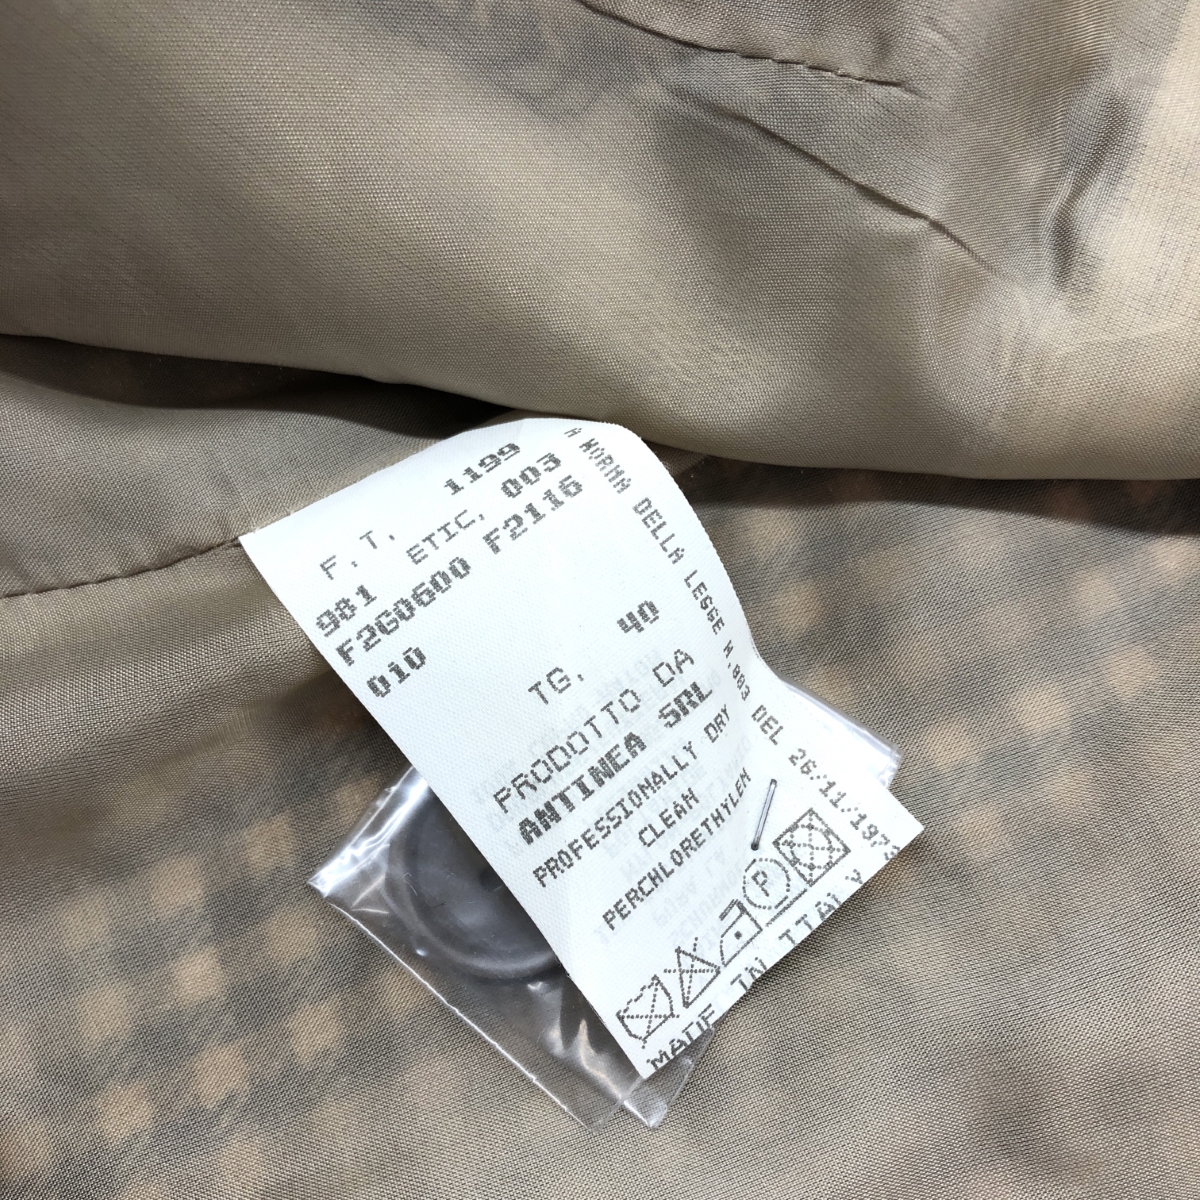 F.T. 1199
981 ETIC. 003
F2G0600 F2116
010
TG. 40
PRODOTTO DA
ANTINEA SRL
PROFESSIONALLY DRY
CLEAN
PERCHLORETHYLEN
P
MADE IN ITALY
A NORMA DELLA LEGGE N.883 DEL 26/11/1973